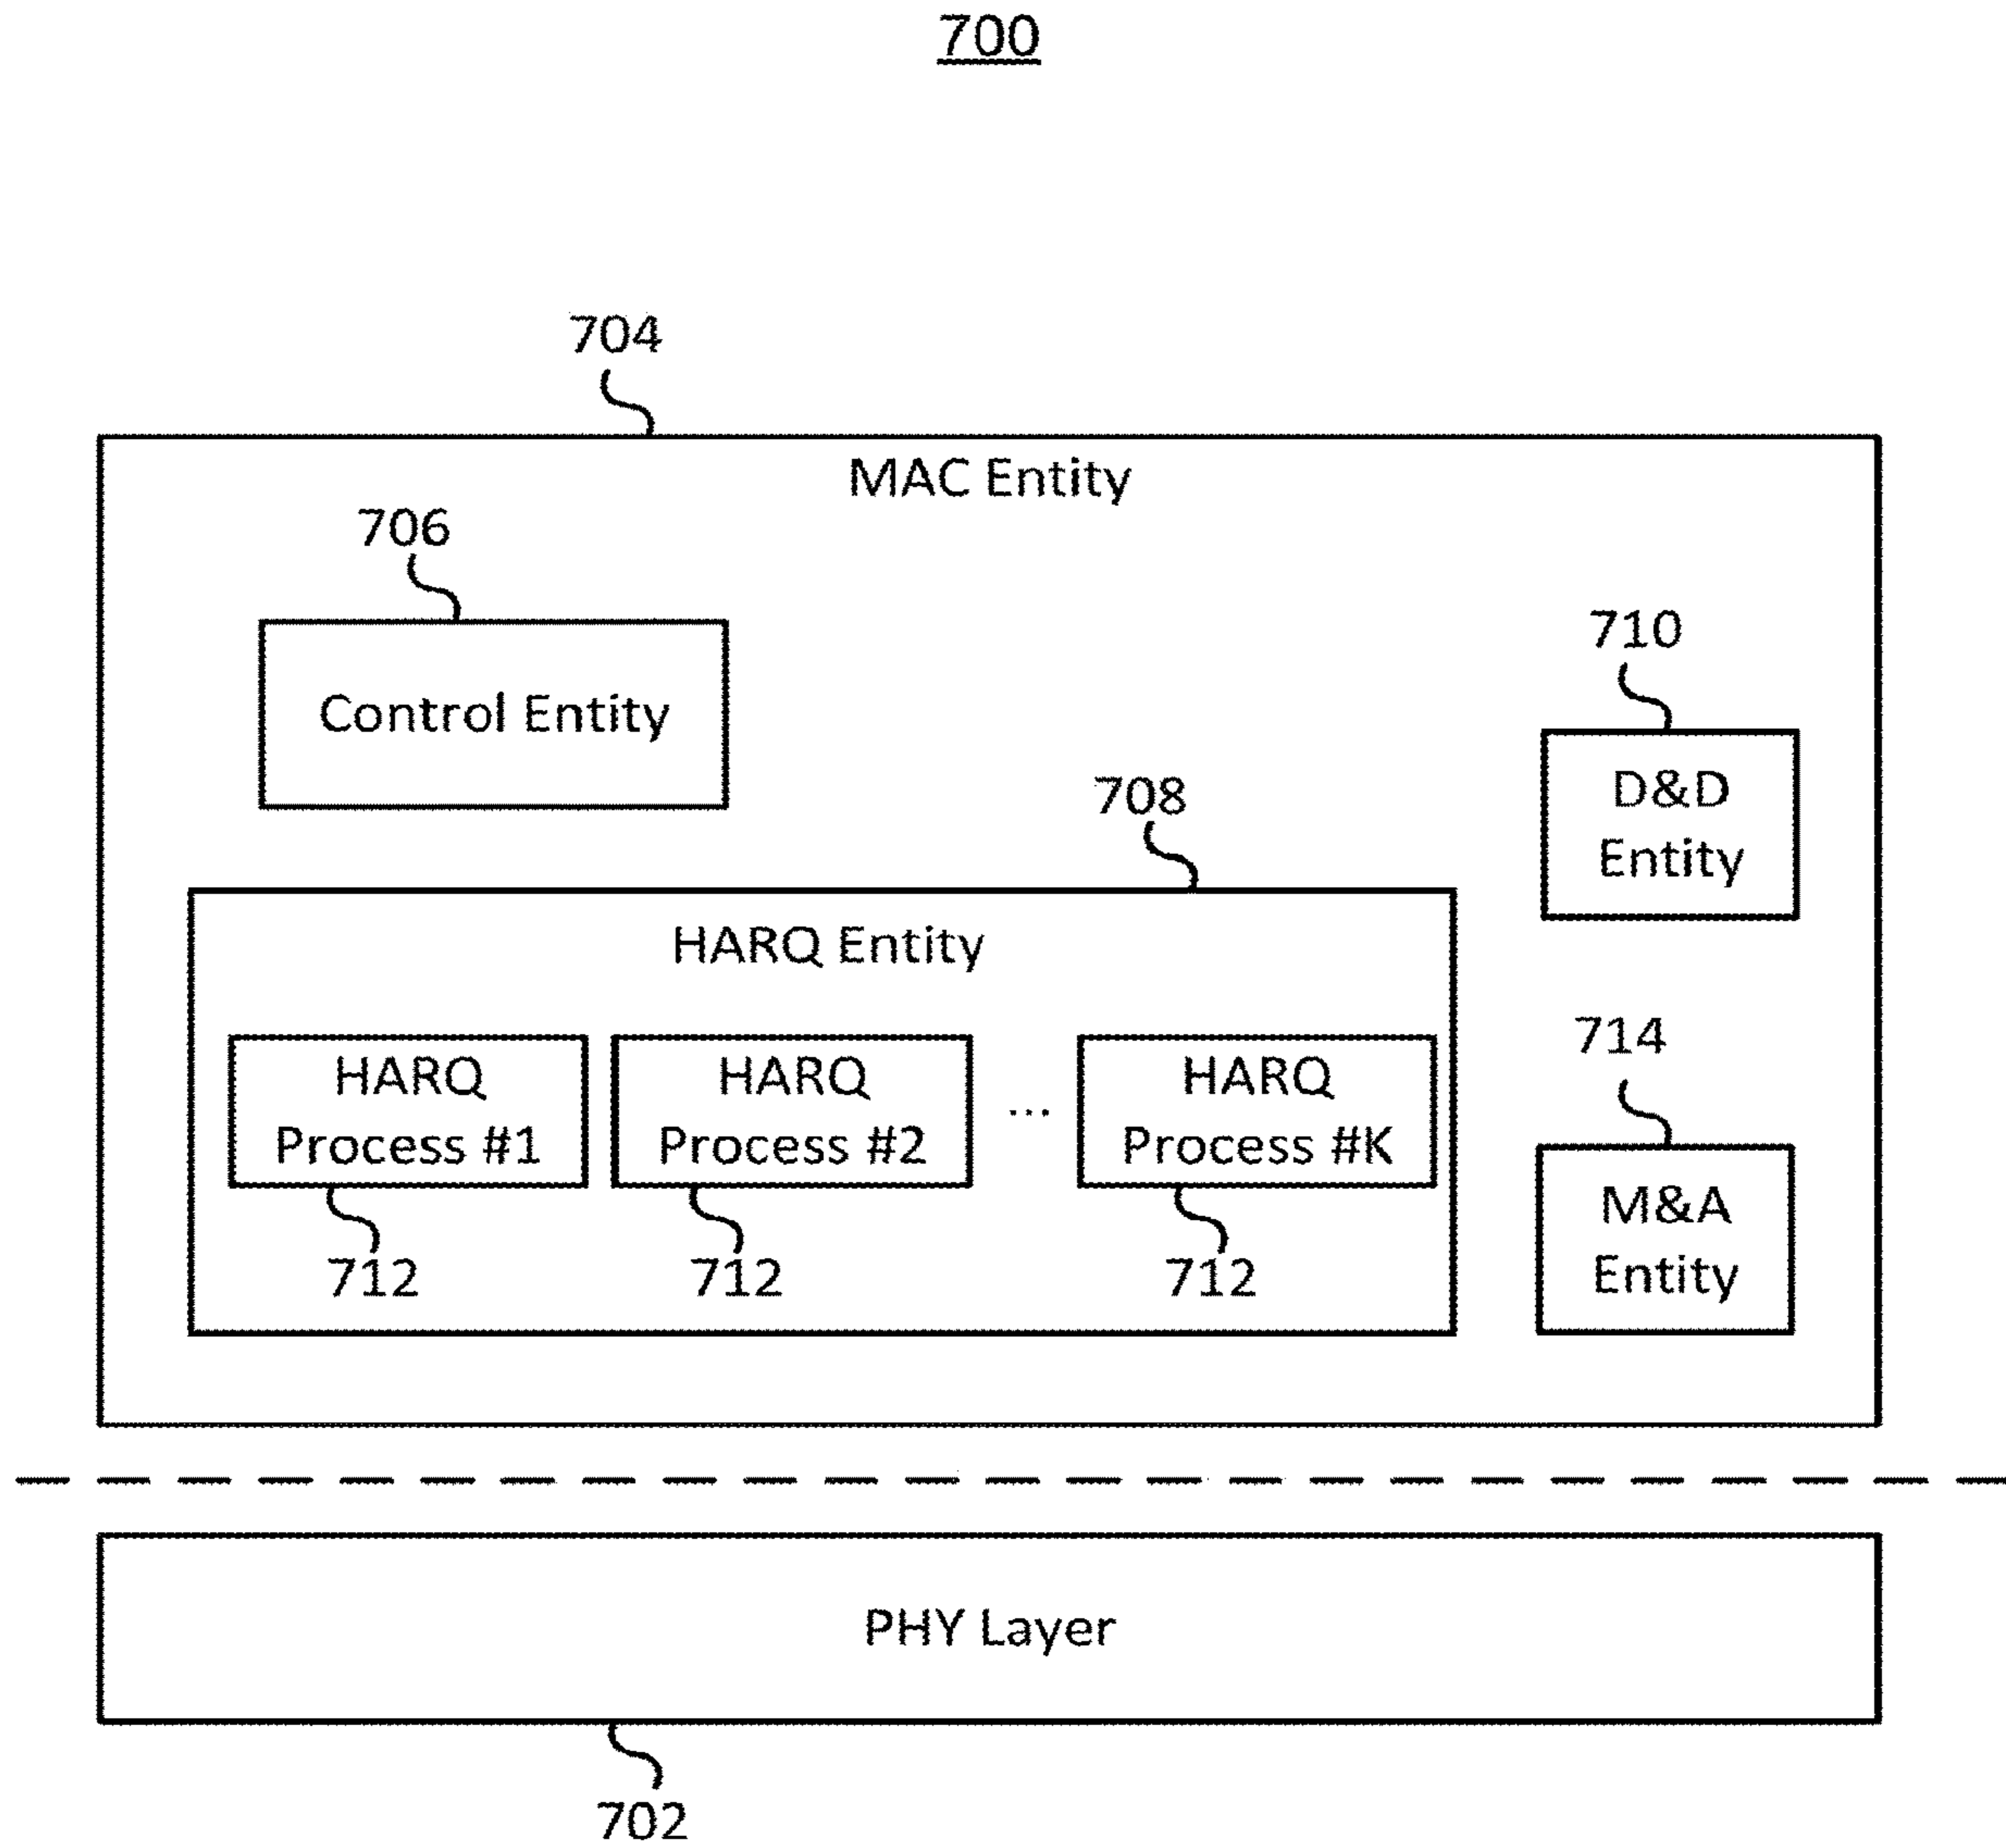 700
704
MAC Entity
706
Control Entity
710
D&D
Entity
708
HARQ Entity
HARQ
Process #1
HARQ
Process #2
...
HARQ
Process #K
712
712
712
714
M&A
Entity
PHY Layer
702